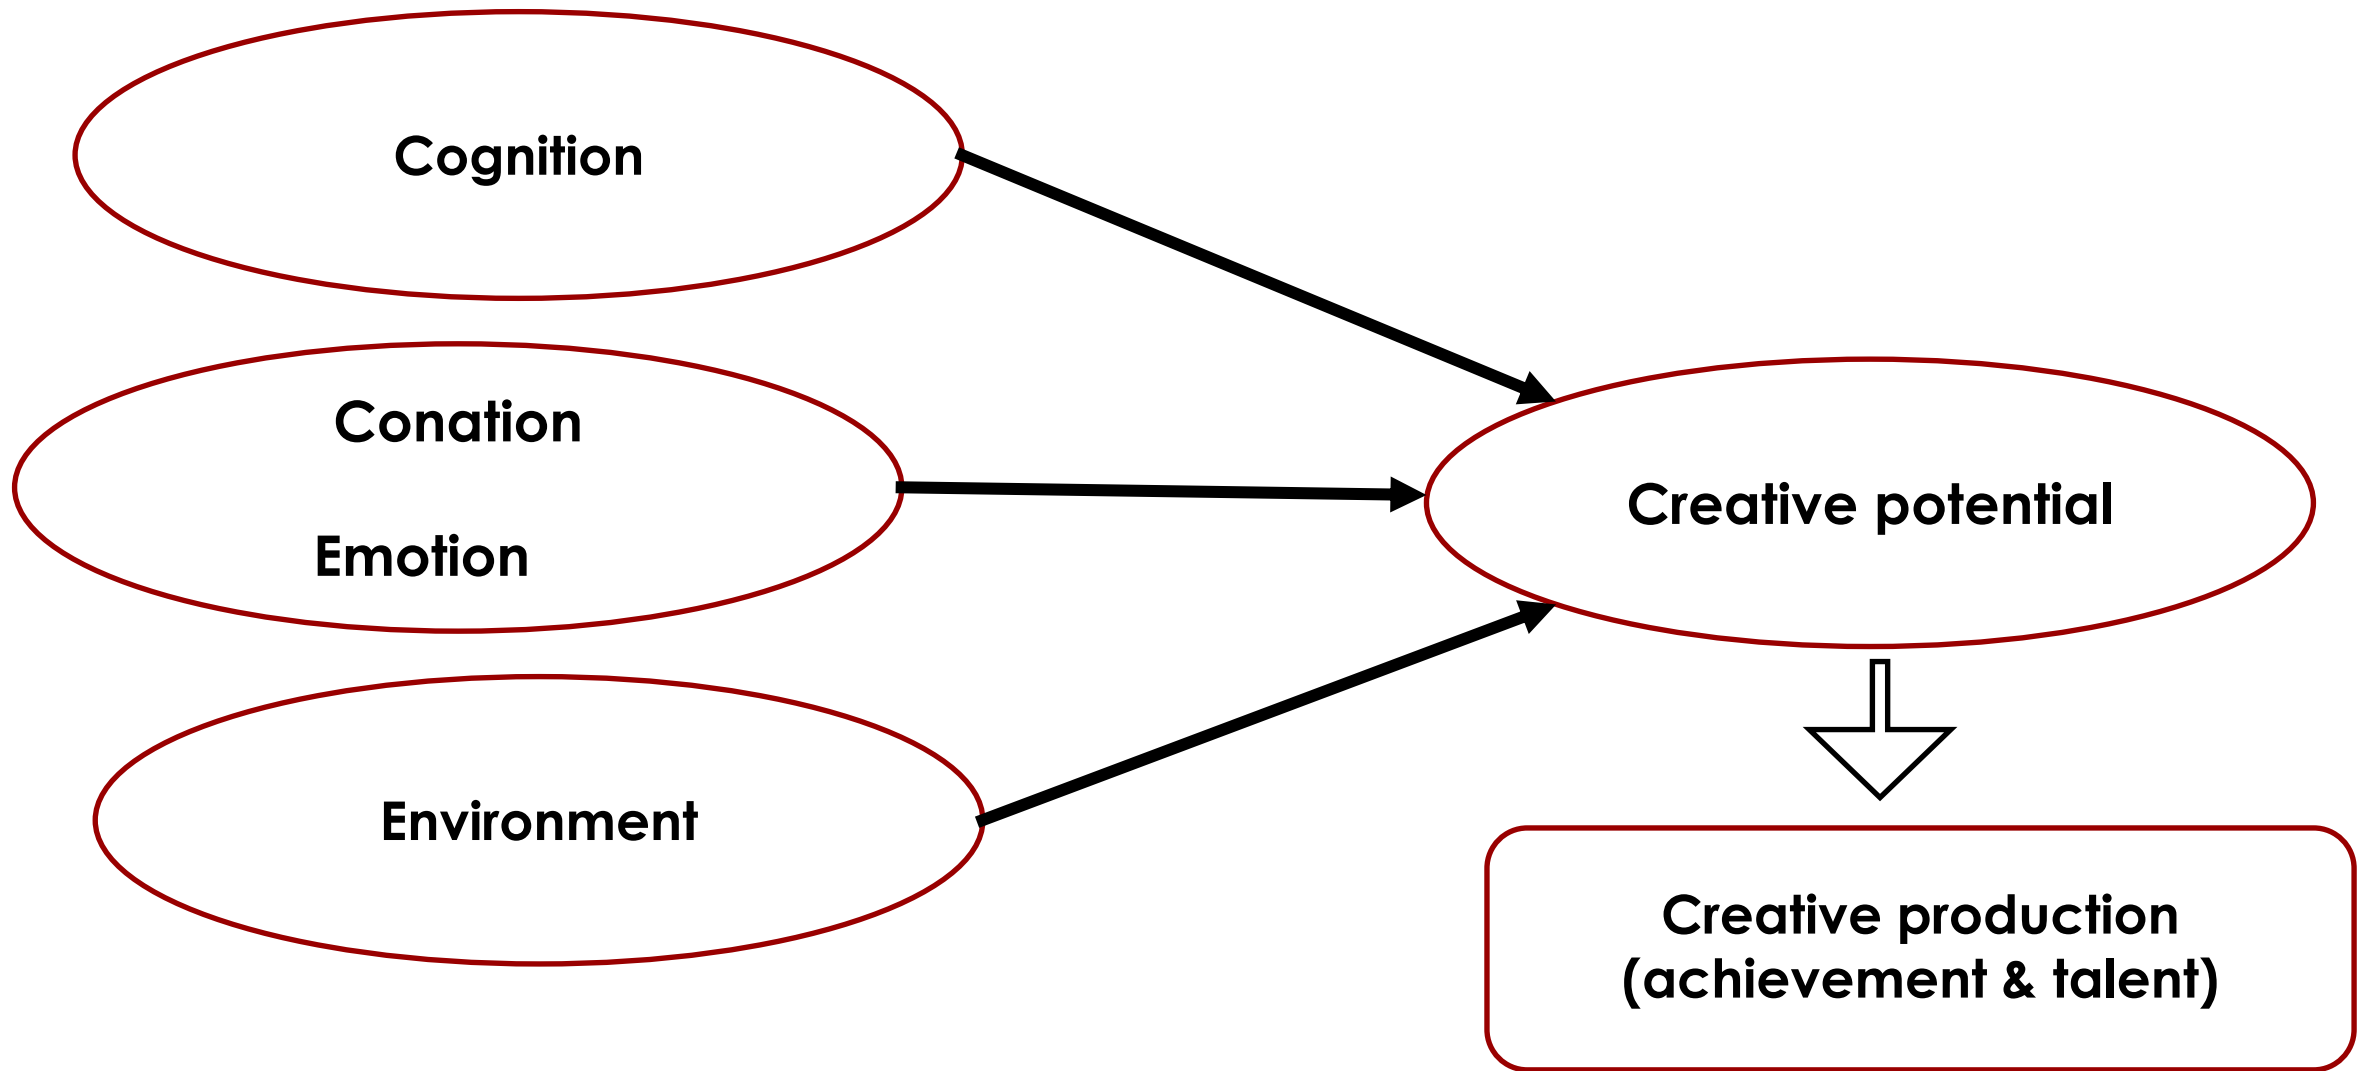 Cognition
Conation
Emotion
Environment
Creative potential
Creative production
(achievement & talent)